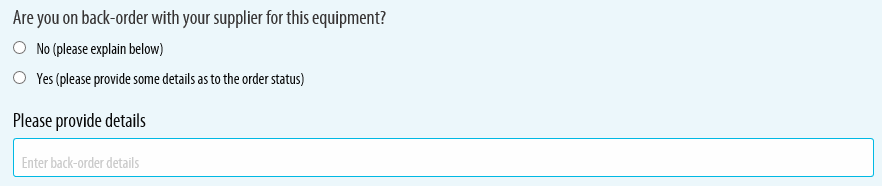 Are you on back-order with your supplier for this equipment?
No (please explain below)
Yes (please provide some details as to the order status)
Please provide details
Enter back-order details